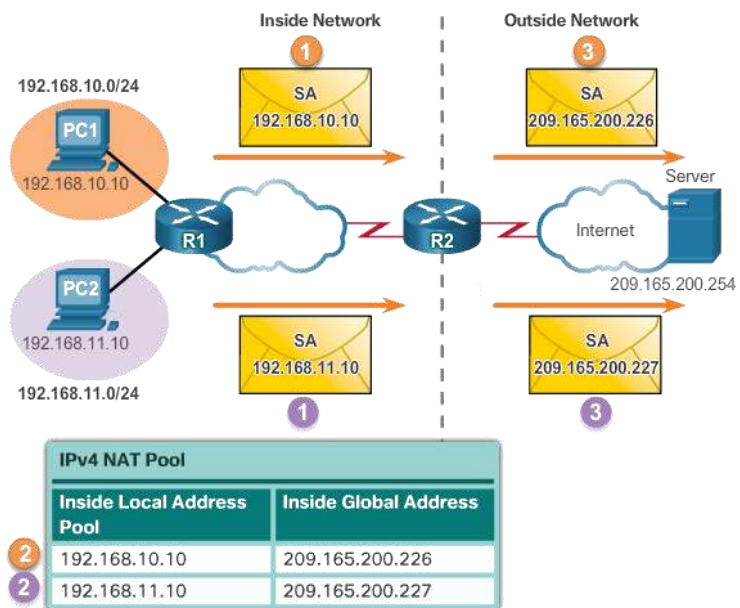 Inside Network
Outside Network
1
3
192.168.10.0/24
SA
192.168.10.10
SA
209.165.200.226
PC1
192.168.10.10
Server
R1
R2
Internet
PC2
209.165.200.254
192.168.11.10
SA
192.168.11.10
SA
209.165.200.227
192.168.11.0/24
1
3
IPv4 NAT Pool
Inside Local Address
Pool
Inside Global Address
2
192.168.10.10
209.165.200.226
2
192.168.11.10
209.165.200.227